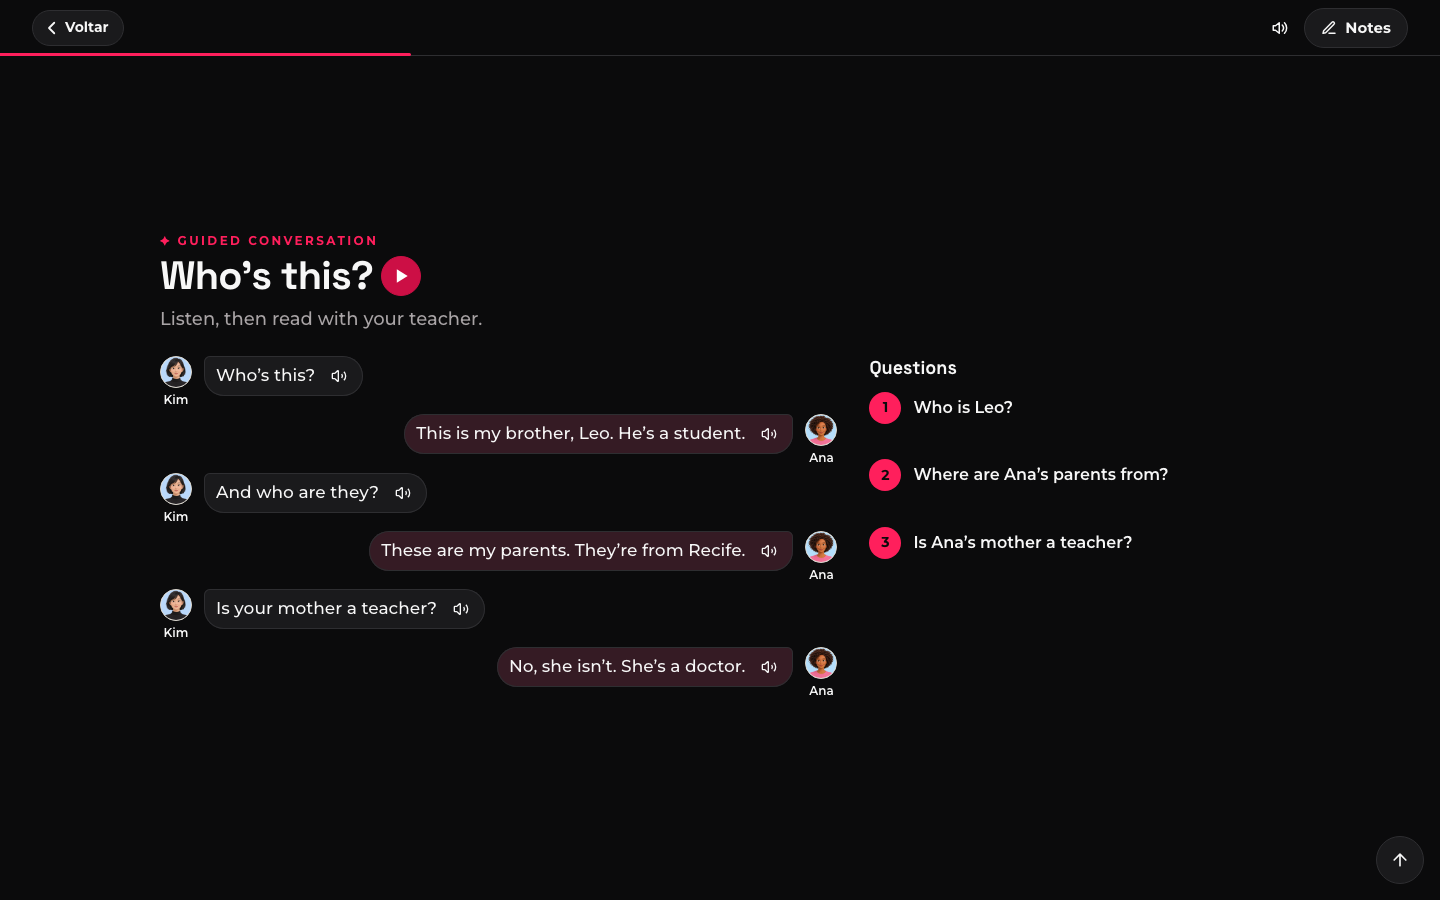 Voltar
Notes
GUIDED CONVERSATION
Who's this?
Listen, then read with your teacher.
Who's this?
Kim
This is my brother, Leo. He's a student.
Ana
And who are they?
Kim
These are my parents. They're from Recife.
Ana
Is your mother a teacher?
Kim
No, she isn't. She's a doctor.
Ana
Questions
1 Who is Leo?
2 Where are Ana's parents from?
3 Is Ana's mother a teacher?